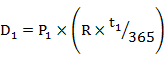 D₁ = P₁ × (R × t₁/365)